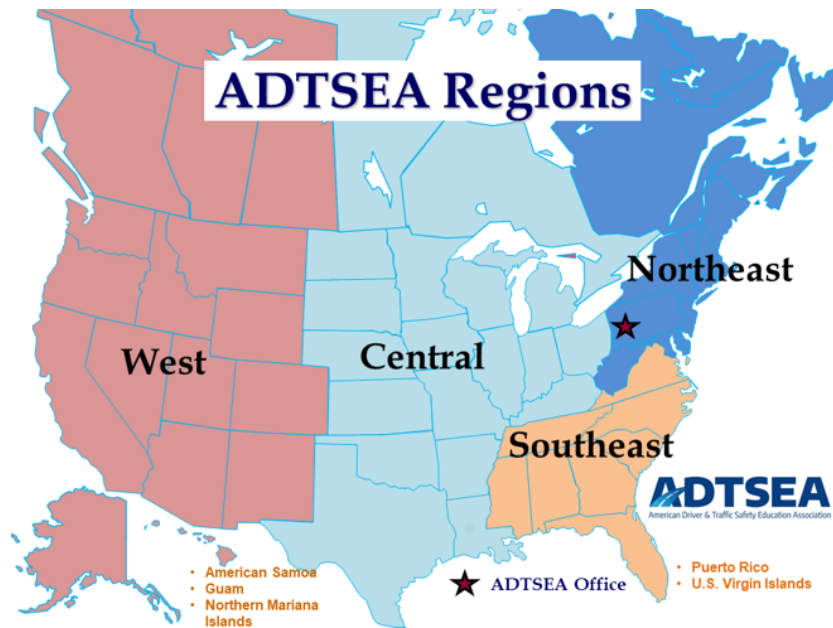 ADTSEA Regions
Northeast
West
Central
Southeast
ADTSEA
American Driver & Traffic Safety Education Association
• American Samoa
• Guam
• Northern Mariana
Islands
ADTSEA Office
• Puerto Rico
• U.S. Virgin Islands